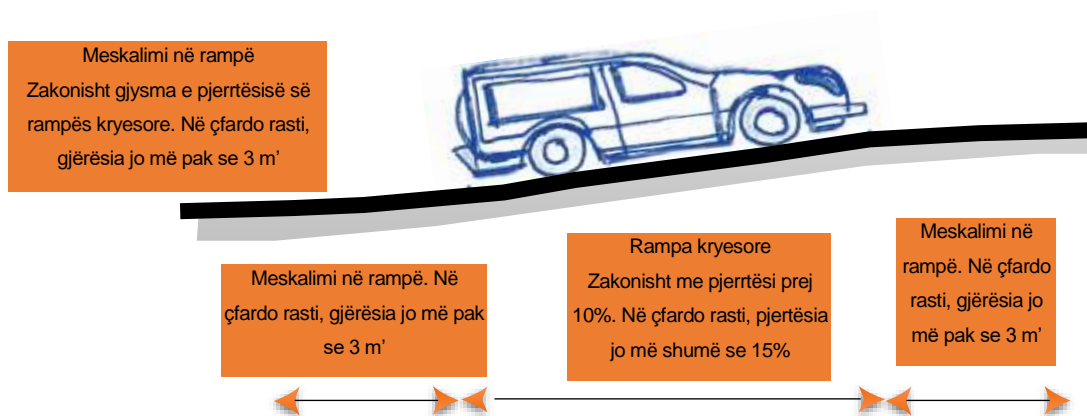 Meskalimi në rampë
Zakonisht gjysma e pjerrtësisë së
rampës kryesore. Në çfardo rasti,
gjërësia jo më pak se 3 m’
Meskalimi në rampë. Në
çfardo rasti, gjërësia jo më pak
se 3 m’
Rampa kryesore
Zakonisht me pjerrtësi prej
10%. Në çfardo rasti, pjertësia
jo më shumë se 15%
Meskalimi në
rampë. Në çfardo
rasti, gjërësia jo
më pak se 3 m’